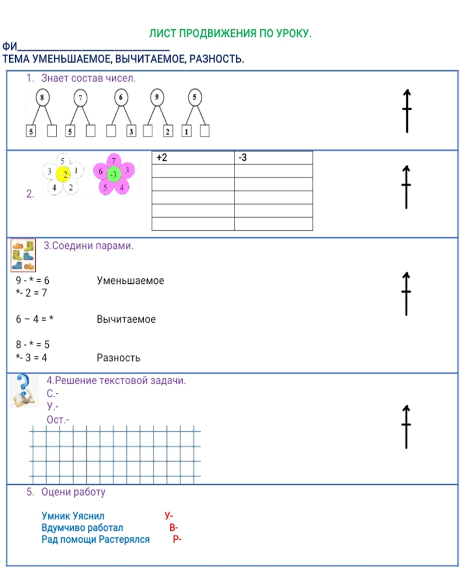 ЛИСТ ПРОДВИЖЕНИЯ ПО УРОКУ.
ФИ____________________________
ТЕМА УМЕНЬШАЕМОЕ, ВЫЧИТАЕМОЕ, РАЗНОСТЬ.
1. Знает состав чисел.
8 7 6 9 5
5 5 3 2 1
+2 -3
5 3 1 2 4 2
7 6 3 -3 5 4
2.
3.Соедини парами.
9 - * = 6 Уменьшаемое
*- 2 = 7
6 – 4 = * Вычитаемое
8 - * = 5
*- 3 = 4 Разность
4.Решение текстовой задачи.
С.-
У.-
Ост.-
5. Оцени работу
Умник Уяснил У-
Вдумчиво работал В-
Рад помощи Растерялся Р-